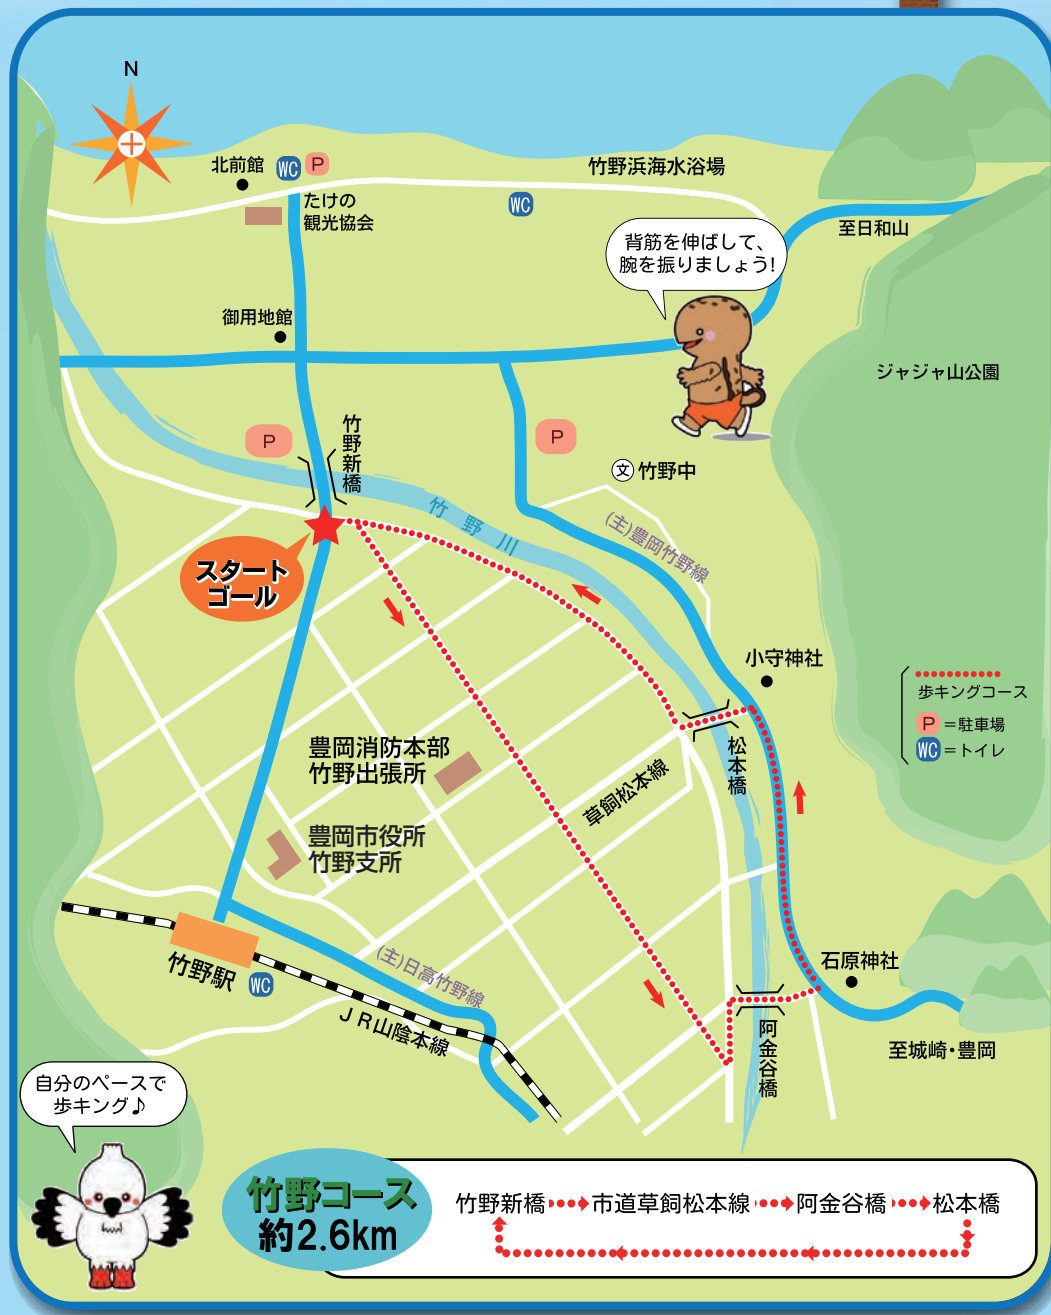 N
北前館
WC
P
たけの
観光協会
竹野浜海水浴場
WC
至日和山
背筋を伸ばして、
腕を振りましょう!
御用地館
ジャジャ山公園
P
竹野新橋
P
文 竹野中
竹野川
(主)豊岡竹野線
スタート
ゴール
小守神社
歩キングコース
P =駐車場
WC =トイレ
松本橋
豊岡消防本部
竹野出張所
草飼松本線
豊岡市役所
竹野支所
竹野駅
WC
(主)日高竹野線
JR山陰本線
石原神社
阿金谷橋
至城崎・豊岡
自分のペースで
歩キング♪
竹野コース
約2.6km
竹野新橋 市道草飼松本線 阿金谷橋 松本橋